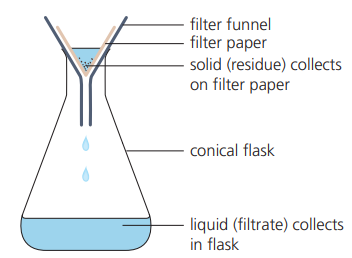 filter funnel
filter paper
solid (residue) collects
on filter paper
conical flask
liquid (filtrate) collects
in flask